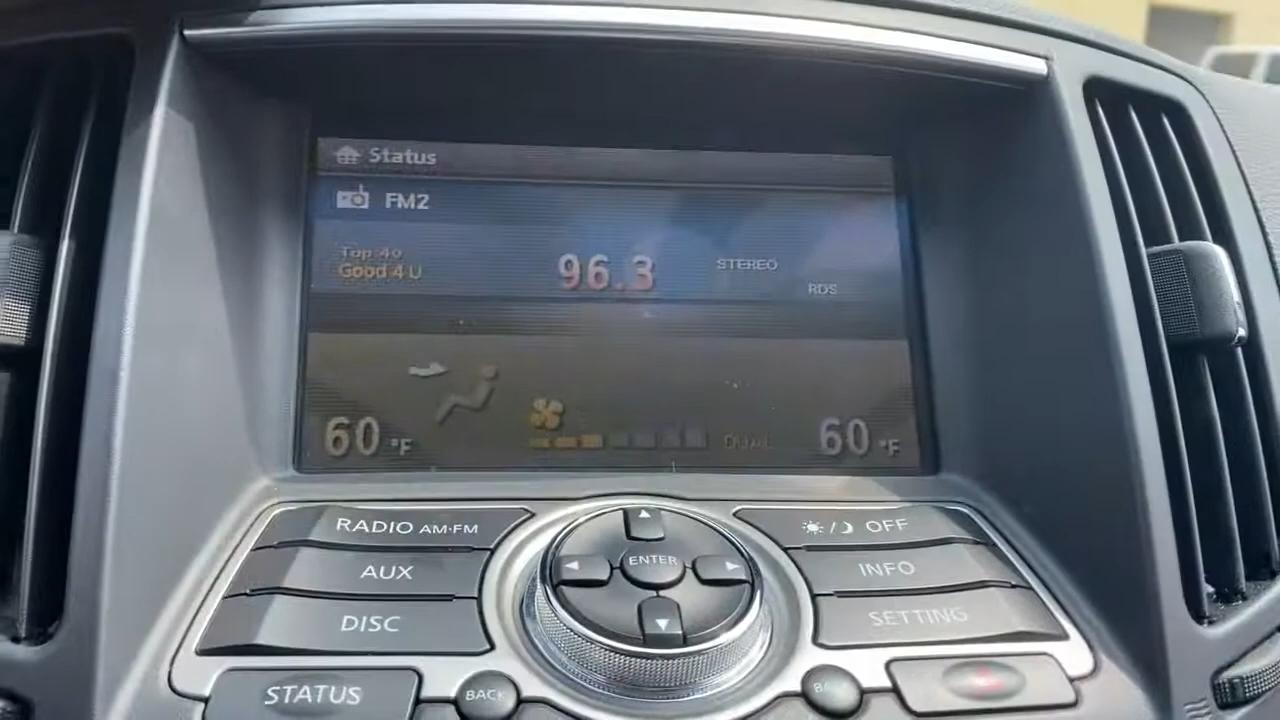 Status
FM2
Top 40
Good 4 U
96.3
STEREO
RDS
60 °F
DUAL
60 °F
RADIO AM·FM
OFF
AUX
ENTER
INFO
DISC
SETTING
STATUS
BACK
BACK